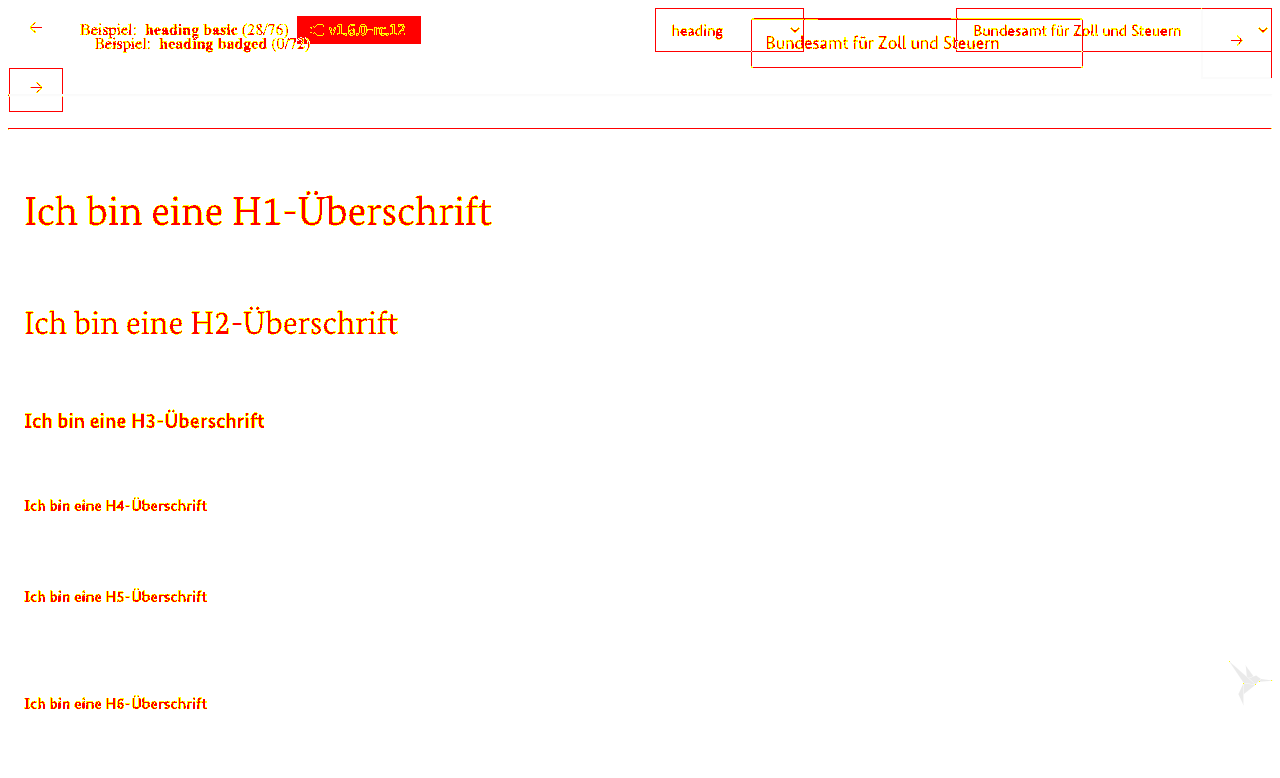 Beispiel: heading basic (28/76) v1.6.0-rc.12
heading
Bundesamt für Zoll und Steuern
Beispiel: heading badged (0/72)
Bundesamt für Zoll und Steuern
Ich bin eine H1-Überschrift
Ich bin eine H2-Überschrift
Ich bin eine H3-Überschrift
Ich bin eine H4-Überschrift
Ich bin eine H5-Überschrift
Ich bin eine H6-Überschrift